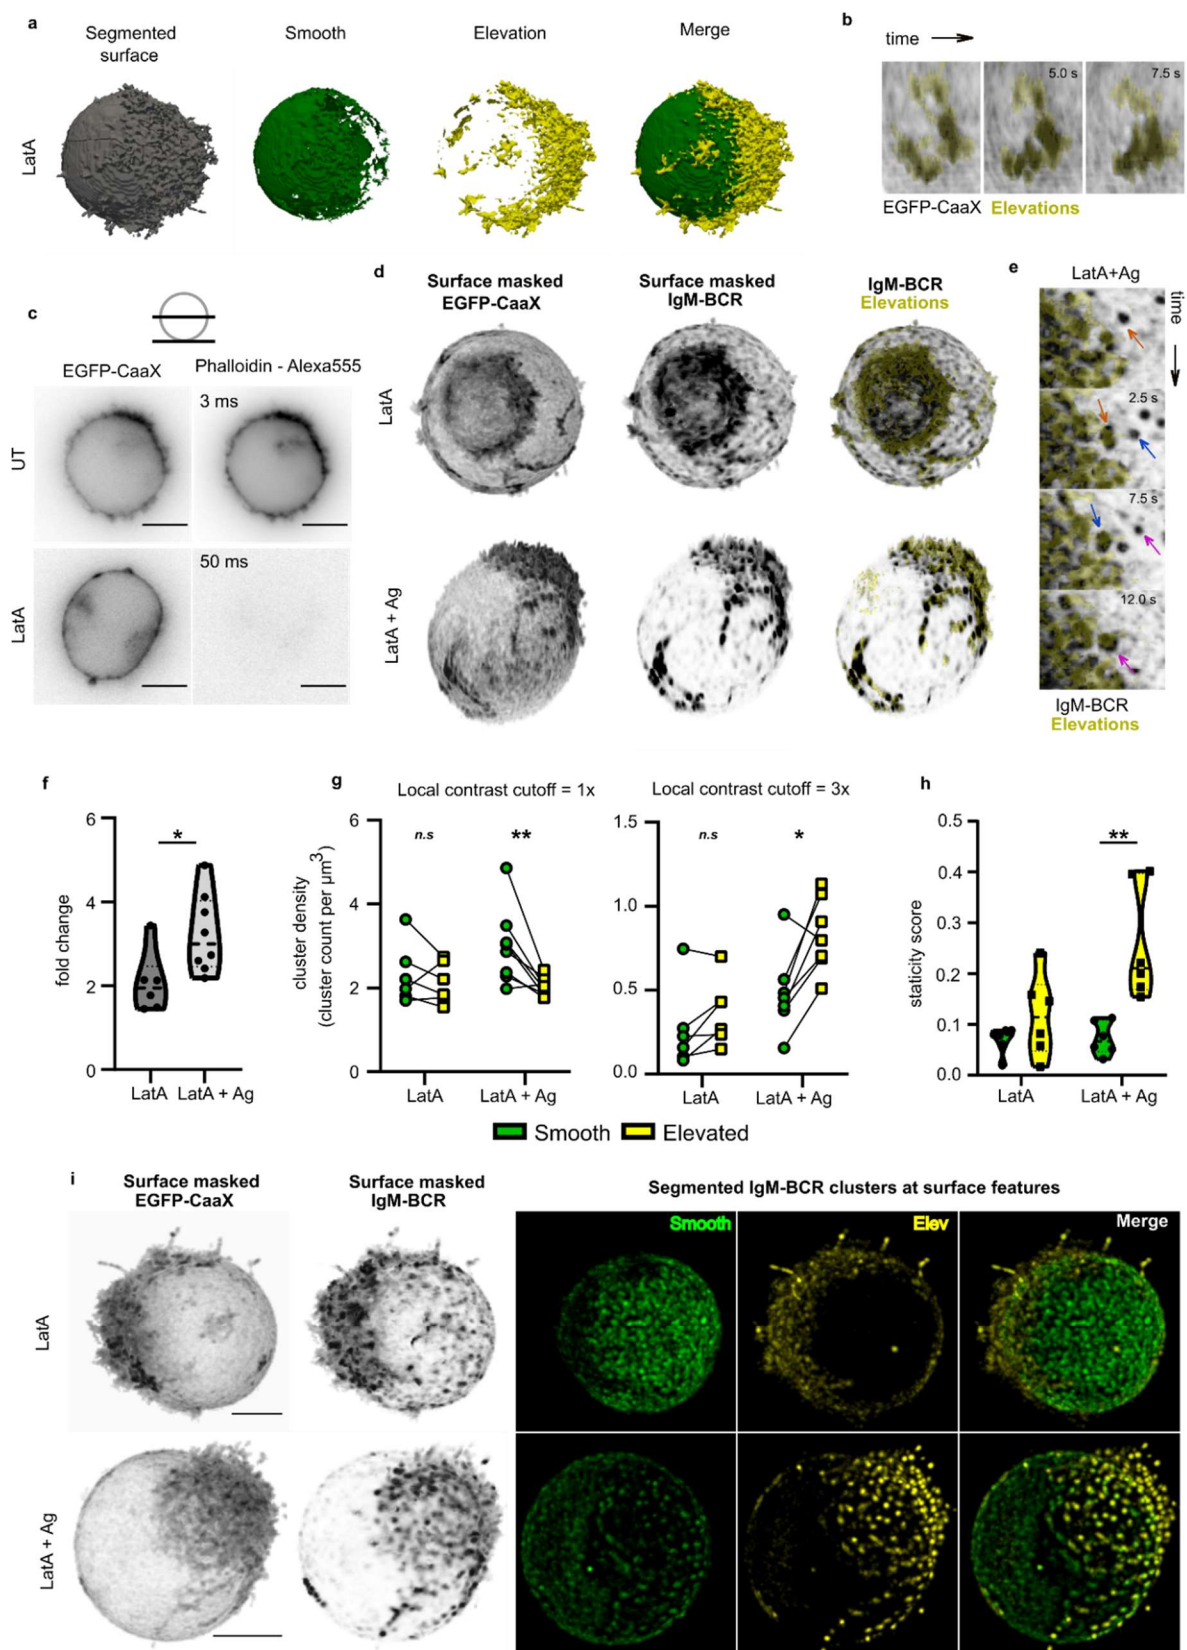 a
Segmented
surface
Smooth
Elevation
Merge
LatA
b
time
5.0 s
7.5 s
EGFP-CaaX Elevations
c
EGFP-CaaX
Phalloidin - Alexa555
UT
3 ms
LatA
50 ms
d
Surface masked
EGFP-CaaX
Surface masked
IgM-BCR
IgM-BCR
Elevations
LatA
LatA + Ag
e
LatA+Ag
time
2.5 s
7.5 s
12.0 s
IgM-BCR
Elevations
f
fold change
6
4
2
0
*
LatA
LatA + Ag
g
Local contrast cutoff = 1x
cluster density
(cluster count per µm3)
6
4
2
0
n.s
**
LatA
LatA + Ag
Local contrast cutoff = 3x
1.5
1.0
0.5
0.0
n.s
*
LatA
LatA + Ag
Smooth
Elevated
h
staticity score
0.5
0.4
0.3
0.2
0.1
0.0
**
LatA
LatA + Ag
i
Surface masked
EGFP-CaaX
Surface masked
IgM-BCR
Segmented IgM-BCR clusters at surface features
Smooth
Elev
Merge
LatA
LatA + Ag